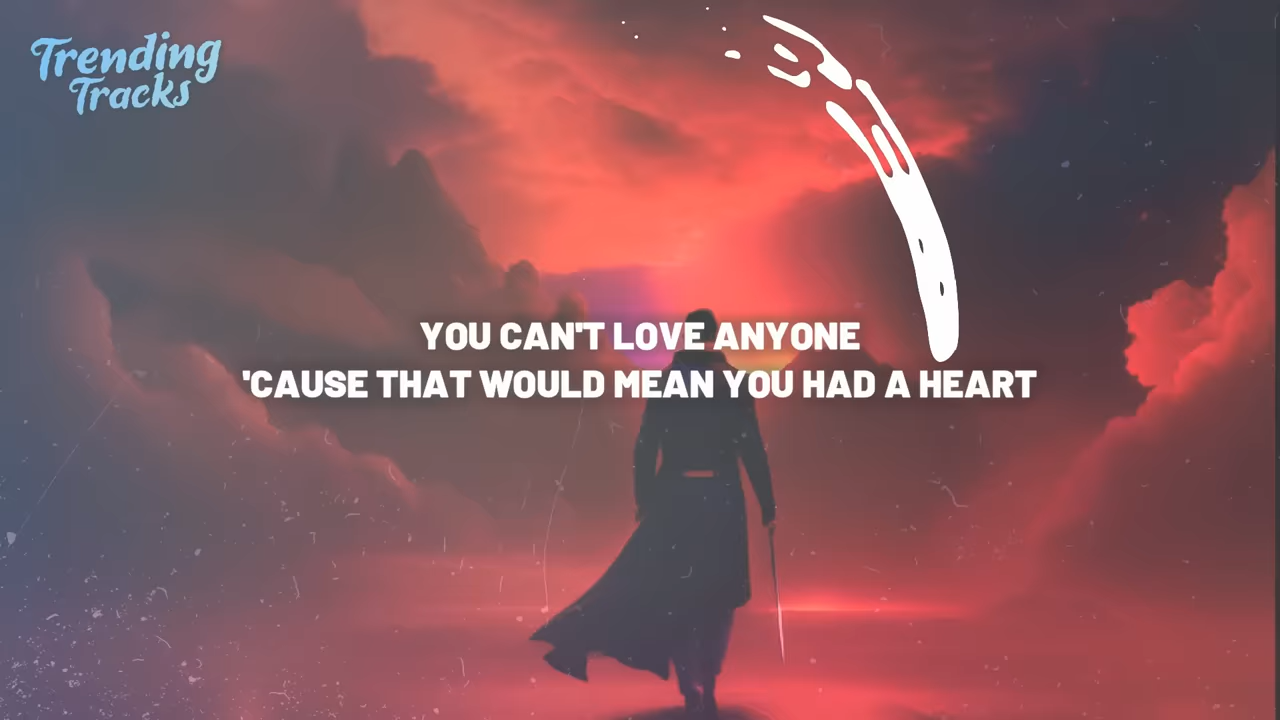 Trending
Tracks
YOU CAN'T LOVE ANYONE
'CAUSE THAT WOULD MEAN YOU HAD A HEART